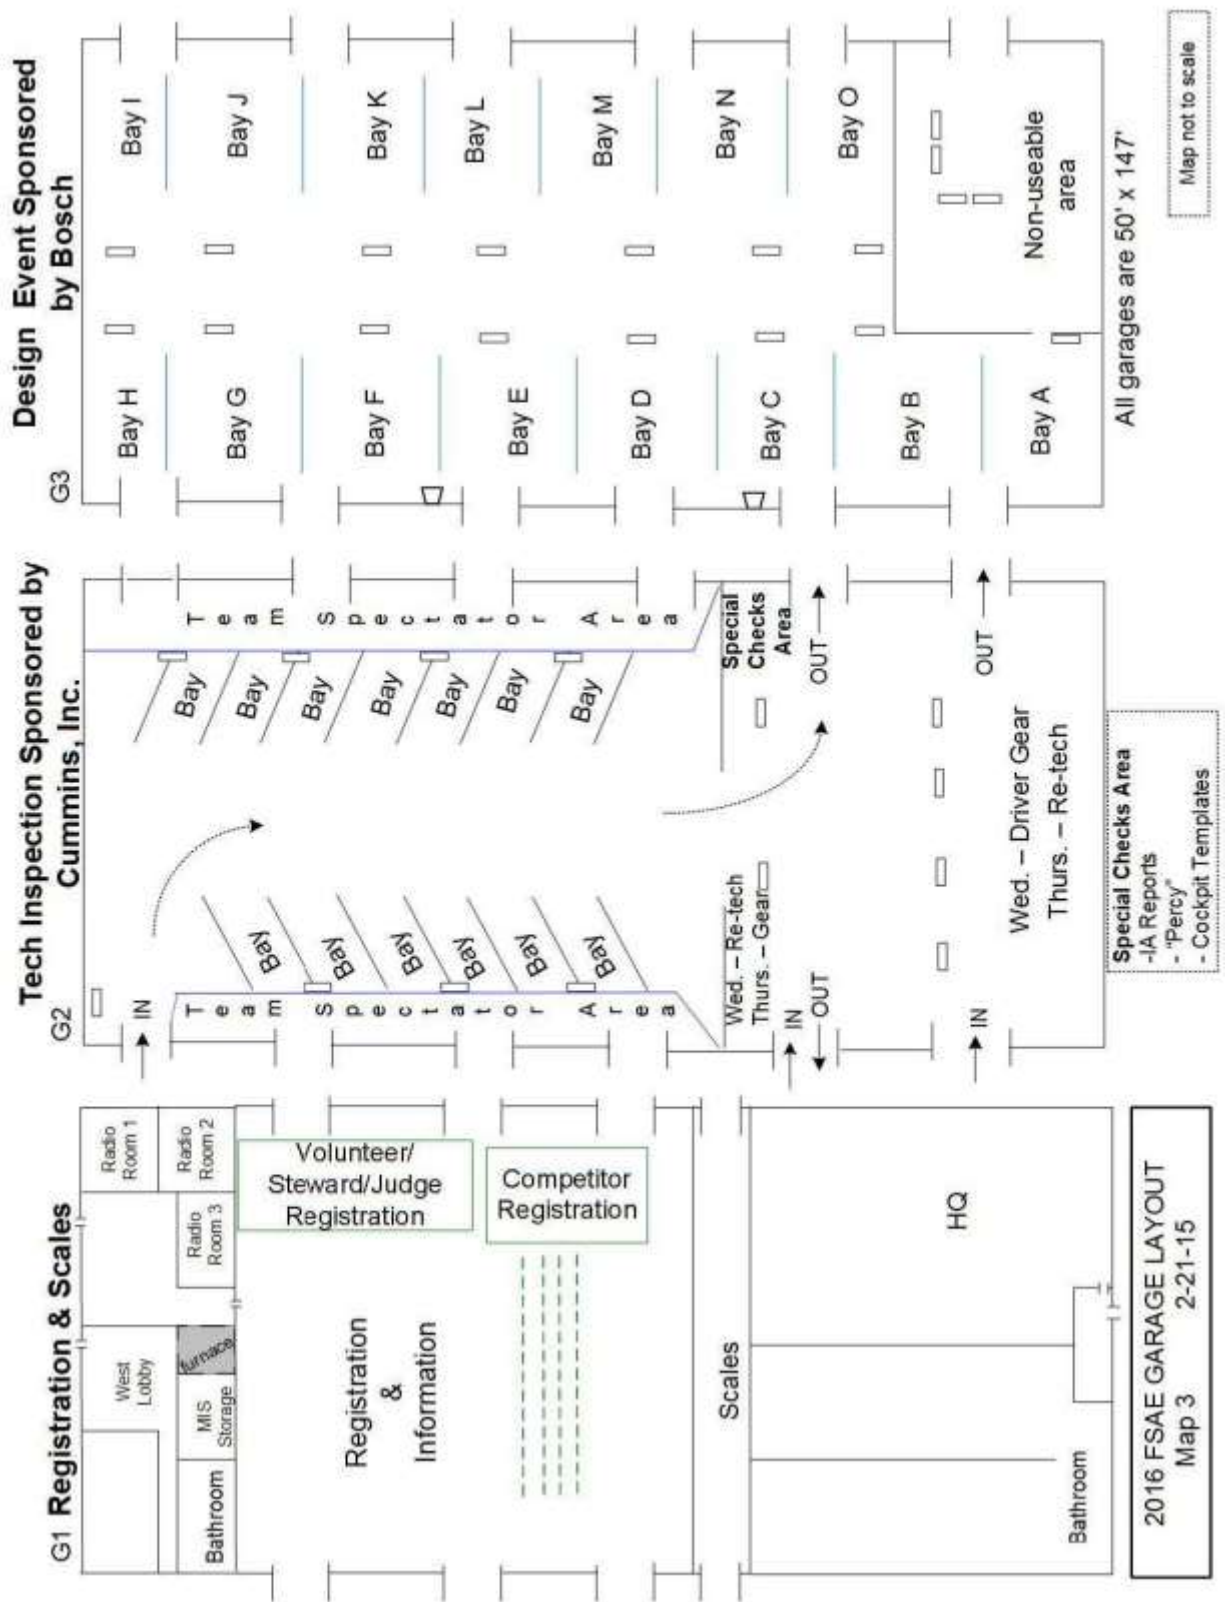 G1 Registration & Scales
West
Lobby
Radio
Room 1
Radio
Room 2
Radio
Room 3
furnace
MIS
Storage
Bathroom
Volunteer/
Steward/Judge
Registration
Competitor
Registration
Registration
&
Information
Scales
HQ
Bathroom
2016 FSAE GARAGE LAYOUT
Map 3 2-21-15
Tech Inspection Sponsored by
Cummins, Inc.
G2
IN
Team Spectator Area
Bay
Bay
Bay
Bay
Bay
Bay
Bay
Bay
Bay
Bay
Bay
Bay
Team Spectator Area
Wed. – Re-tech
Thurs. – Gear
Special
Checks
Area
IN
OUT
OUT
IN
OUT
Wed. – Driver Gear
Thurs. – Re-tech
Special Checks Area
-IA Reports
- "Percy"
- Cockpit Templates
Design Event Sponsored
by Bosch
G3
Bay H
Bay I
Bay G
Bay J
Bay F
Bay K
Bay E
Bay L
Bay D
Bay M
Bay C
Bay N
Bay B
Bay O
Bay A
Non-useable
area
All garages are 50' x 147'
Map not to scale